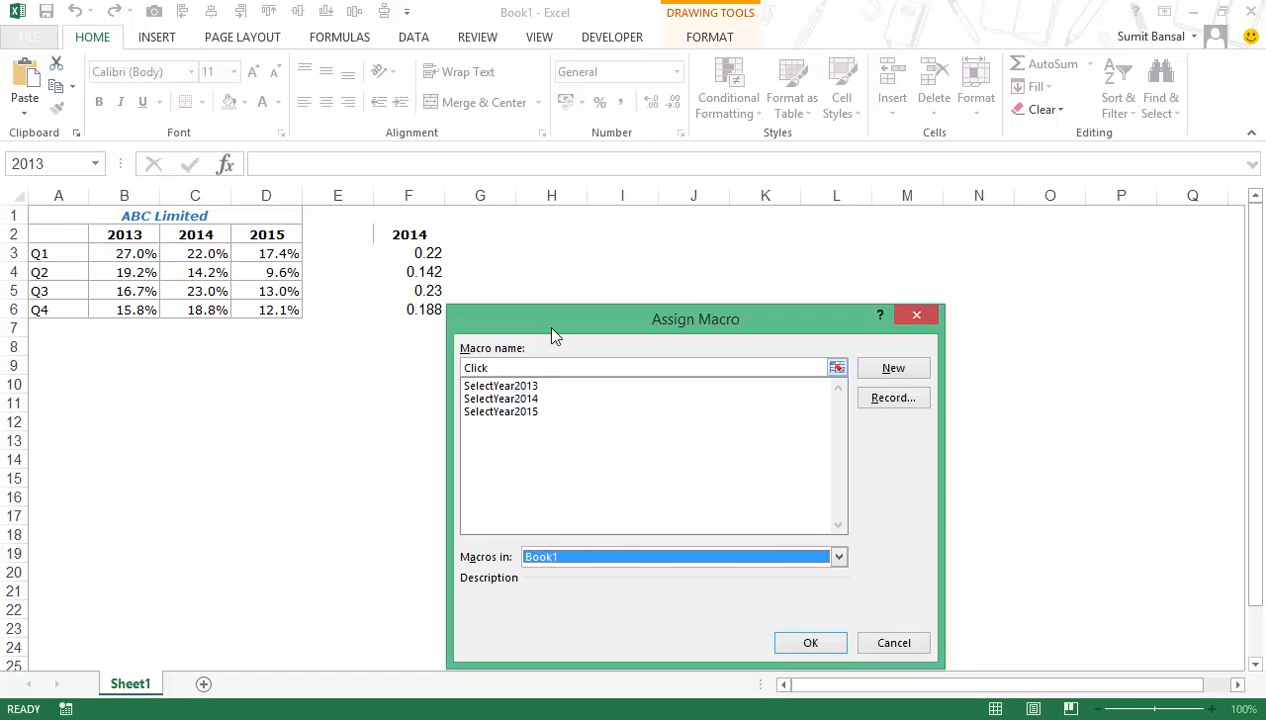 Book1 - Excel
DRAWING TOOLS
?
FILE
HOME
INSERT
PAGE LAYOUT
FORMULAS
DATA
REVIEW
VIEW
DEVELOPER
FORMAT
Sumit Bansal
Paste
Calibri (Body)
11
A A
B I U
A
Wrap Text
Merge & Center
General
% ,
.00
.00
Conditional
Formatting
Format as
Table
Cell
Styles
Insert
Delete
Format
AutoSum
Fill
Clear
Sort &
Filter
Find &
Select
Clipboard
Font
Alignment
Number
Styles
Cells
Editing
2013
fx
A B C D E F G H I J K L M N O P Q
1 ABC Limited
2 2013 2014 2015 2014
3 Q1 27.0% 22.0% 17.4% 0.22
4 Q2 19.2% 14.2% 9.6% 0.142
5 Q3 16.7% 23.0% 13.0% 0.23
6 Q4 15.8% 18.8% 12.1% 0.188
7
8
9
10
11
12
13
14
15
16
17
18
19
20
21
22
23
24
25
Assign Macro
?
Macro name:
Click
New
SelectYear2013
SelectYear2014
SelectYear2015
Record...
Macros in:
Book1
Description
OK
Cancel
Sheet1
READY
100%